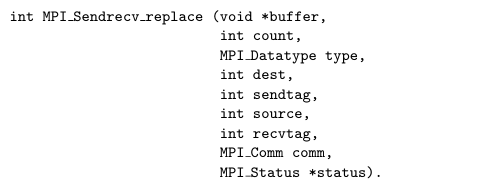 int MPI_Sendrecv_replace (void *buffer,
int count,
MPI_Datatype type,
int dest,
int sendtag,
int source,
int recvtag,
MPI_Comm comm,
MPI_Status *status).